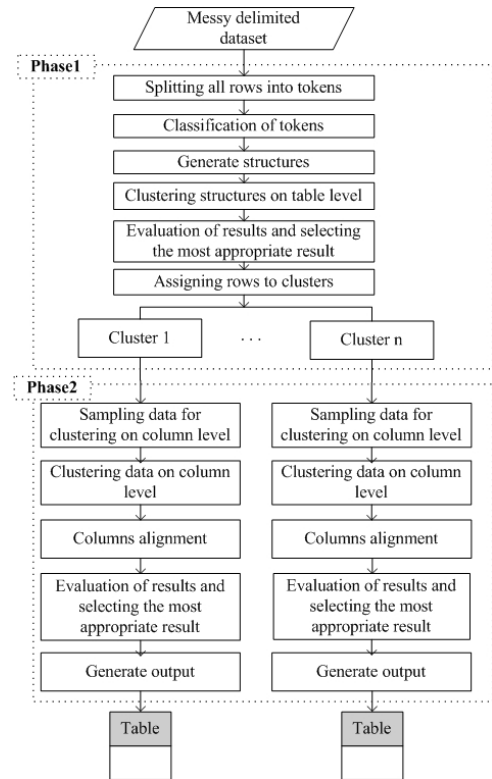 Messy delimited
dataset
Phase1
Splitting all rows into tokens
Classification of tokens
Generate structures
Clustering structures on table level
Evaluation of results and selecting
the most appropriate result
Assigning rows to clusters
Cluster 1
. . .
Cluster n
Phase2
Sampling data for
clustering on column level
Clustering data on column
level
Columns alignment
Evaluation of results and
selecting the most
appropriate result
Generate output
Table
Sampling data for
clustering on column level
Clustering data on column
level
Columns alignment
Evaluation of results and
selecting the most
appropriate result
Generate output
Table